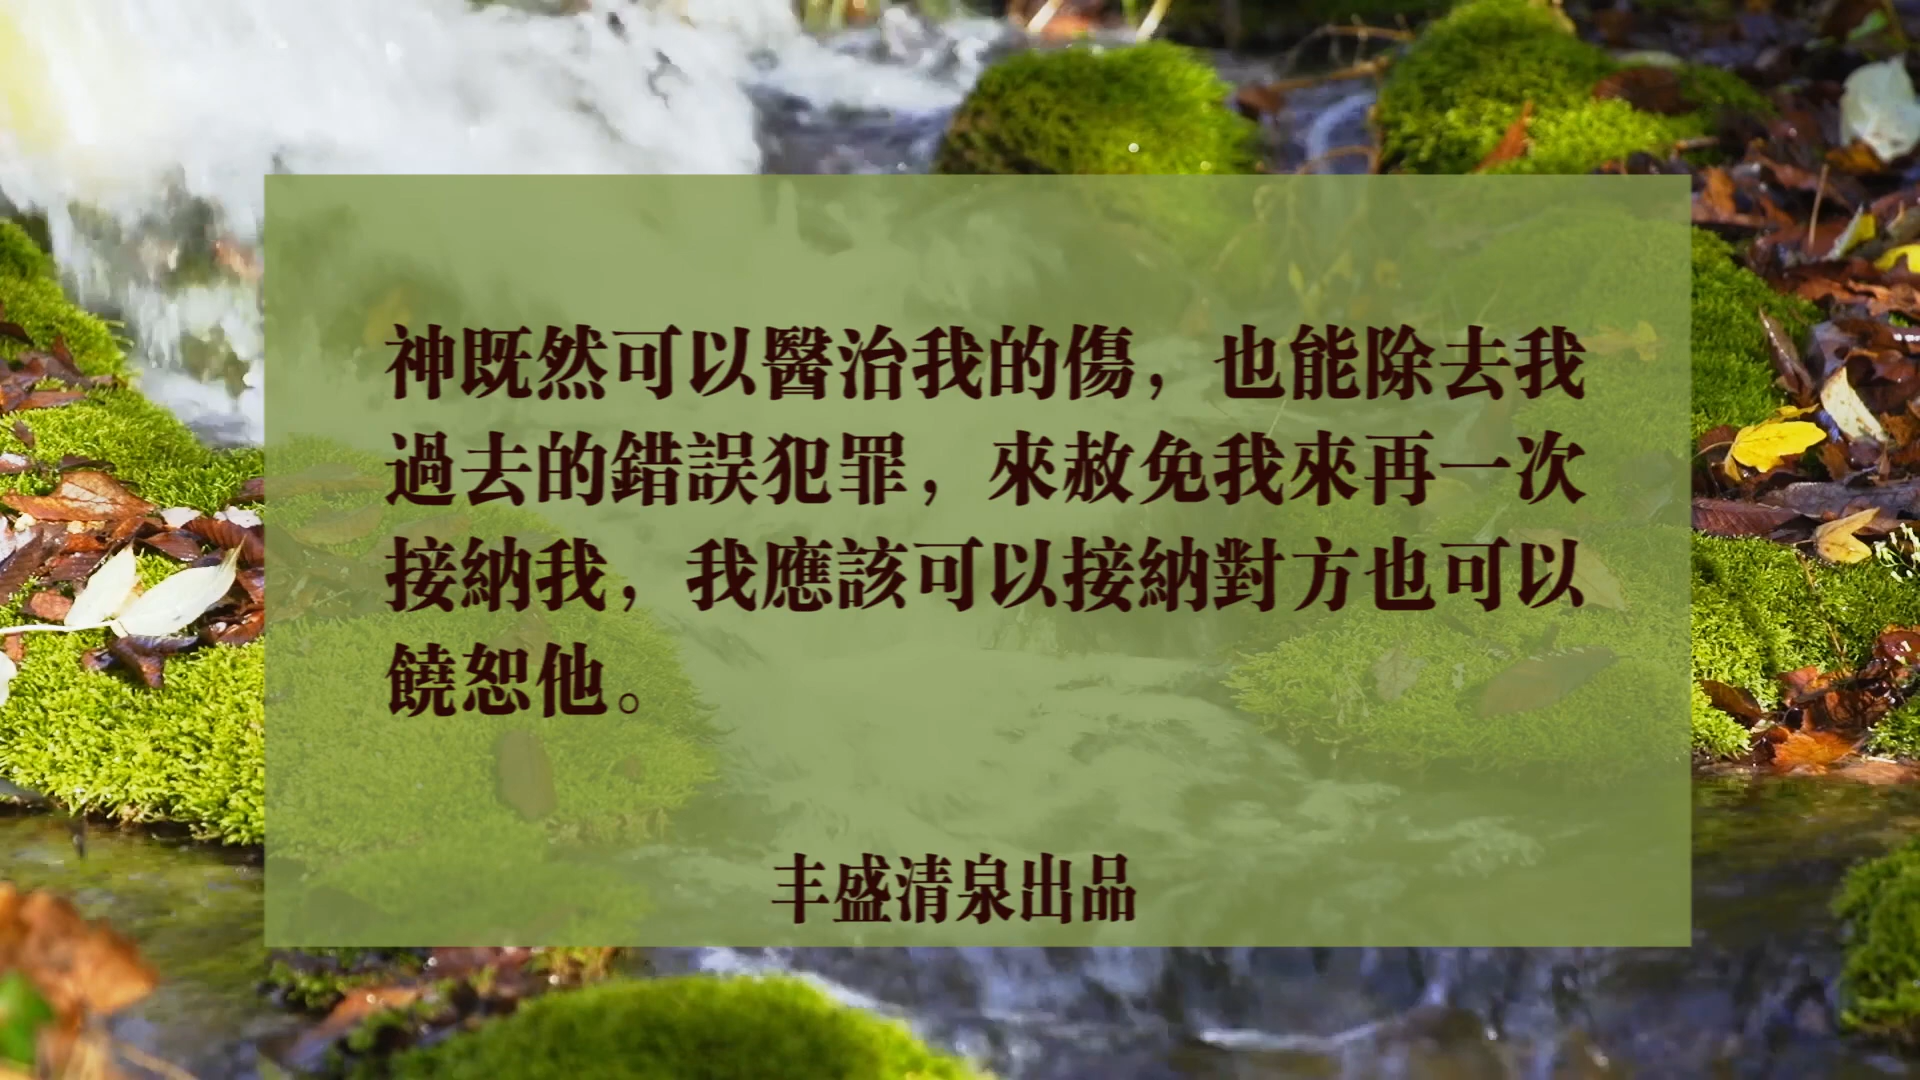 神既然可以醫治我的傷，也能除去我
過去的錯誤犯罪，來赦免我來再一次
接納我，我應該可以接納對方也可以
饒恕他。
丰盛清泉出品